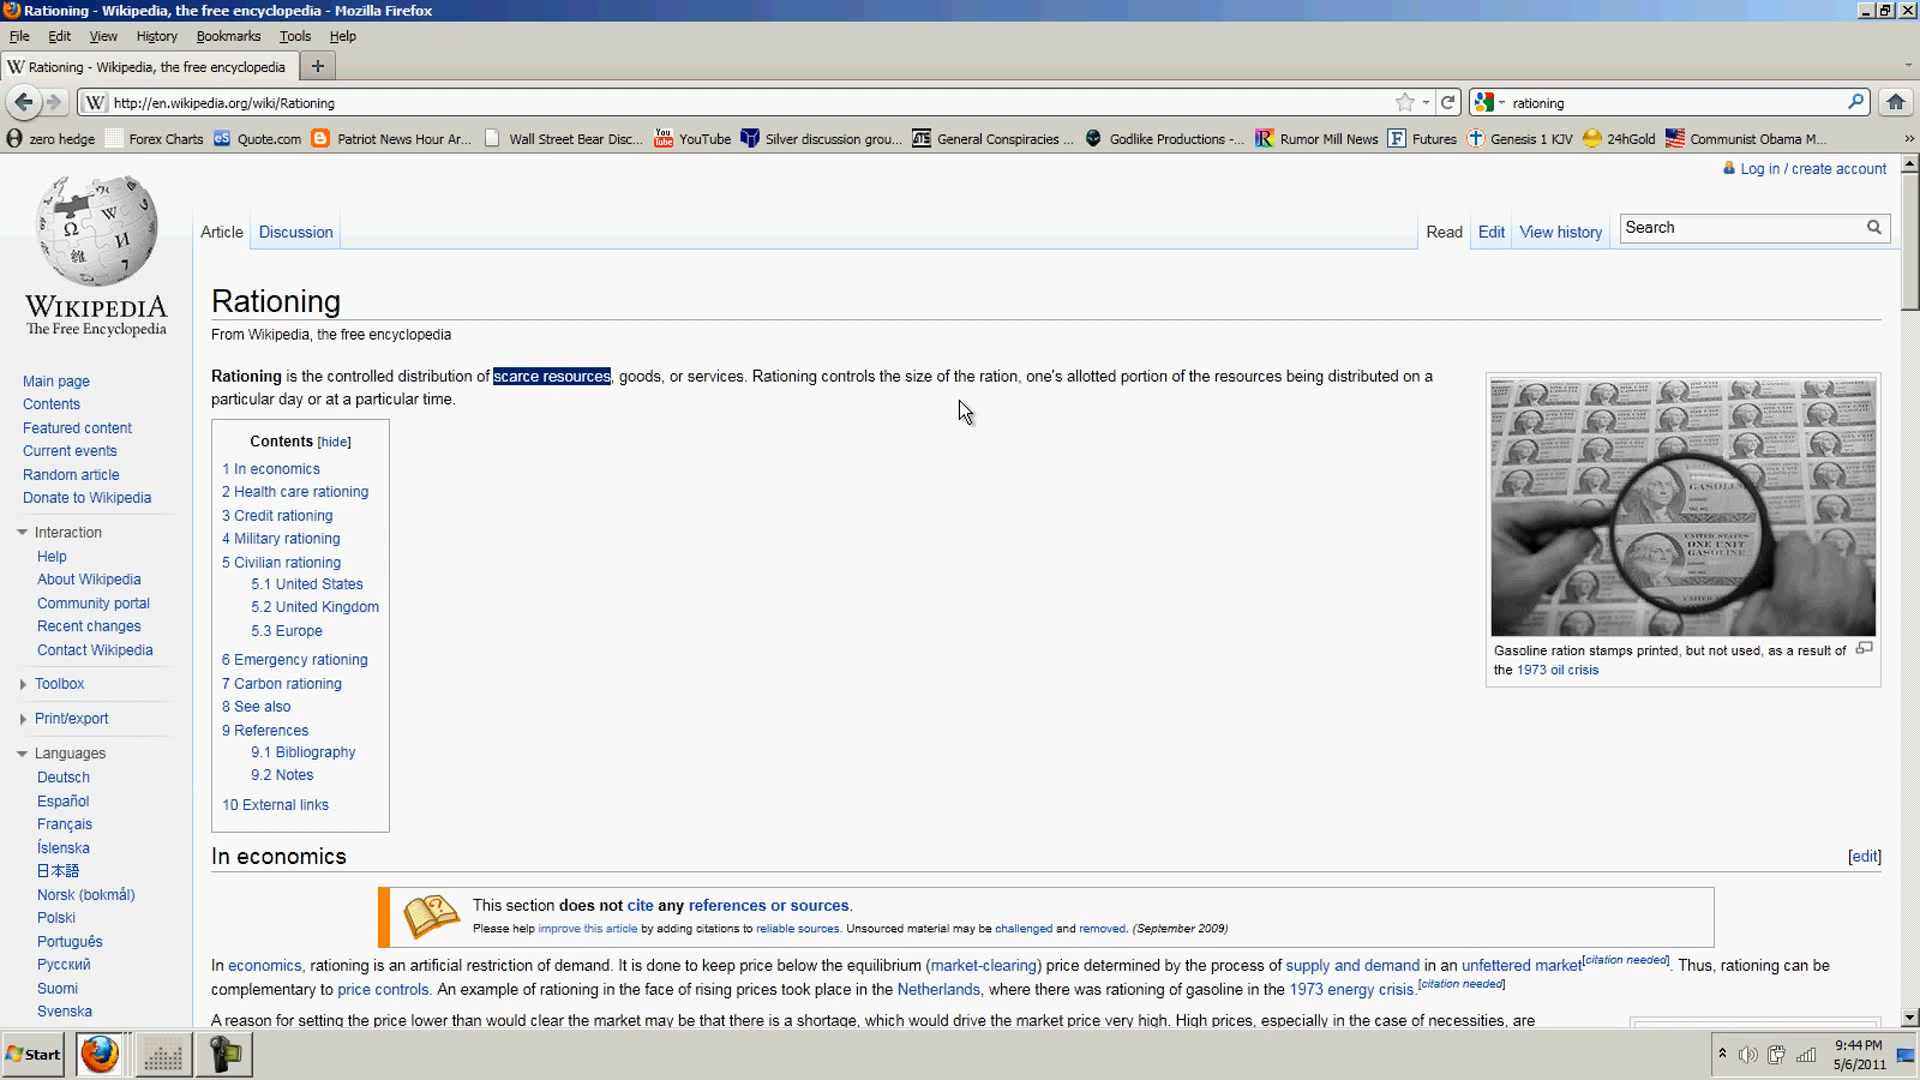 Rationing - Wikipedia, the free encyclopedia - Mozilla Firefox
File Edit View History Bookmarks Tools Help
W Rationing - Wikipedia, the free encyclopedia +
W http://en.wikipedia.org/wiki/Rationing rationing
zero hedge Forex Charts Quote.com Patriot News Hour Ar... Wall Street Bear Disc... YouTube Silver discussion grou... General Conspiracies ... Godlike Productions -... Rumor Mill News Futures Genesis 1 KJV 24hGold Communist Obama M... »
Log in / create account
Article Discussion Read Edit View history Search
WIKIPEDIA
The Free Encyclopedia
Main page
Contents
Featured content
Current events
Random article
Donate to Wikipedia
Interaction
Help
About Wikipedia
Community portal
Recent changes
Contact Wikipedia
Toolbox
Print/export
Languages
Deutsch
Español
Français
Íslenska
日本語
Norsk (bokmål)
Polski
Português
Русский
Suomi
Svenska
Rationing
From Wikipedia, the free encyclopedia
Rationing is the controlled distribution of scarce resources, goods, or services. Rationing controls the size of the ration, one's allotted portion of the resources being distributed on a
particular day or at a particular time.
Contents [hide]
1 In economics
2 Health care rationing
3 Credit rationing
4 Military rationing
5 Civilian rationing
5.1 United States
5.2 United Kingdom
5.3 Europe
6 Emergency rationing
7 Carbon rationing
8 See also
9 References
9.1 Bibliography
9.2 Notes
10 External links
GASOLINE
UNITED STATES
ONE UNIT
GASOLINE
Gasoline ration stamps printed, but not used, as a result of
the 1973 oil crisis
In economics [edit]
This section does not cite any references or sources.
Please help improve this article by adding citations to reliable sources. Unsourced material may be challenged and removed. (September 2009)
In economics, rationing is an artificial restriction of demand. It is done to keep price below the equilibrium (market-clearing) price determined by the process of supply and demand in an unfettered market[citation needed]. Thus, rationing can be
complementary to price controls. An example of rationing in the face of rising prices took place in the Netherlands, where there was rationing of gasoline in the 1973 energy crisis.[citation needed]
A reason for setting the price lower than would clear the market may be that there is a shortage, which would drive the market price very high. High prices, especially in the case of necessities, are
Start 9:44 PM
5/6/2011